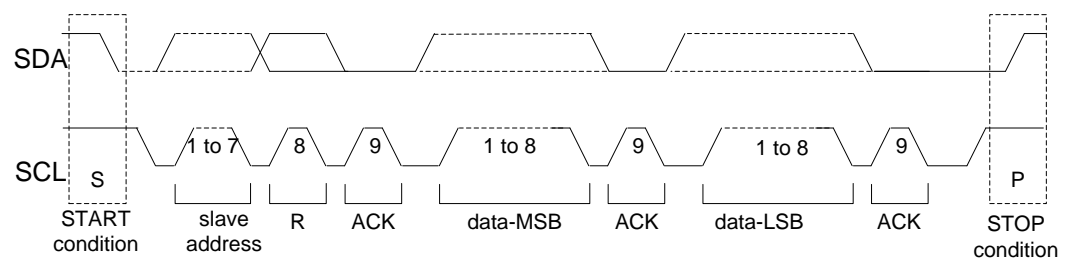 SDA
1 to 7 8 9 1 to 8 9 1 to 8 9
SCL
S P
START slave R ACK data-MSB ACK data-LSB ACK STOP
condition address condition